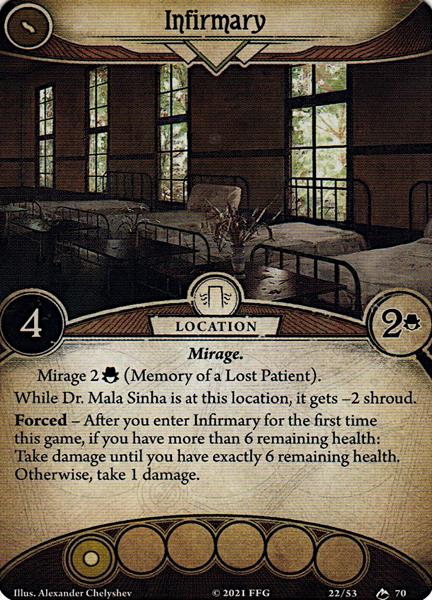 Infirmary
4
LOCATION
2
Mirage.
Mirage 2 (Memory of a Lost Patient).
While Dr. Mala Sinha is at this location, it gets –2 shroud.
Forced – After you enter Infirmary for the first time
this game, if you have more than 6 remaining health:
Take damage until you have exactly 6 remaining health.
Otherwise, take 1 damage.
Illus. Alexander Chelyshev
© 2021 FFG
22/53
70